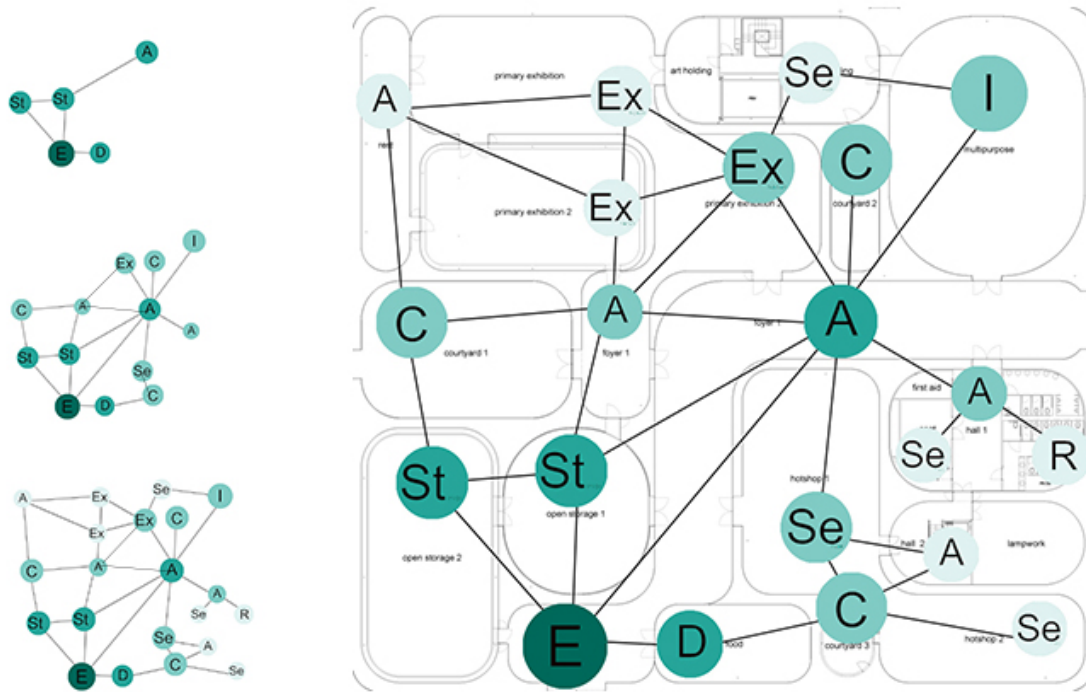 A
St
St
E
D
I
Ex
C
C
A
A
A
St
St
Se
E
D
C
Se
I
A
Ex
Ex
C
Ex
C
A
A
A
St
St
Se
R
Se
A
E
D
C
Se
primary exhibition
art holding
Se
I
A
Ex
rest
multipurpose
Ex
C
primary exhibition 2
Ex
primary exhibition 2
courtyard 2
C
A
A
foyer 1
courtyard 1
foyer 1
first aid
A
hall 1
Se
R
St
St
hotshop 1
open storage 1
Se
open storage 2
hall 2
A
lampwork
C
Se
E
D
food
courtyard 3
hotshop 2